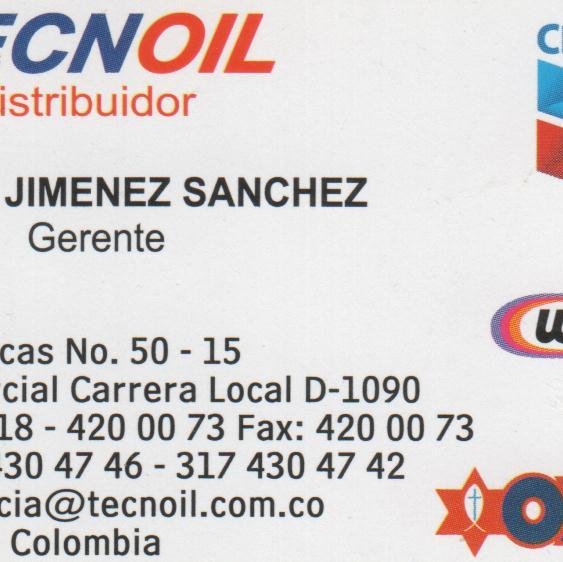 ECNOIL
istribuidor
JIMENEZ SANCHEZ
Gerente
cas No. 50 - 15
rcial Carrera Local D-1090
18 - 420 00 73 Fax: 420 00 73
430 47 46 - 317 430 47 42
cia@tecnoil.com.co
Colombia